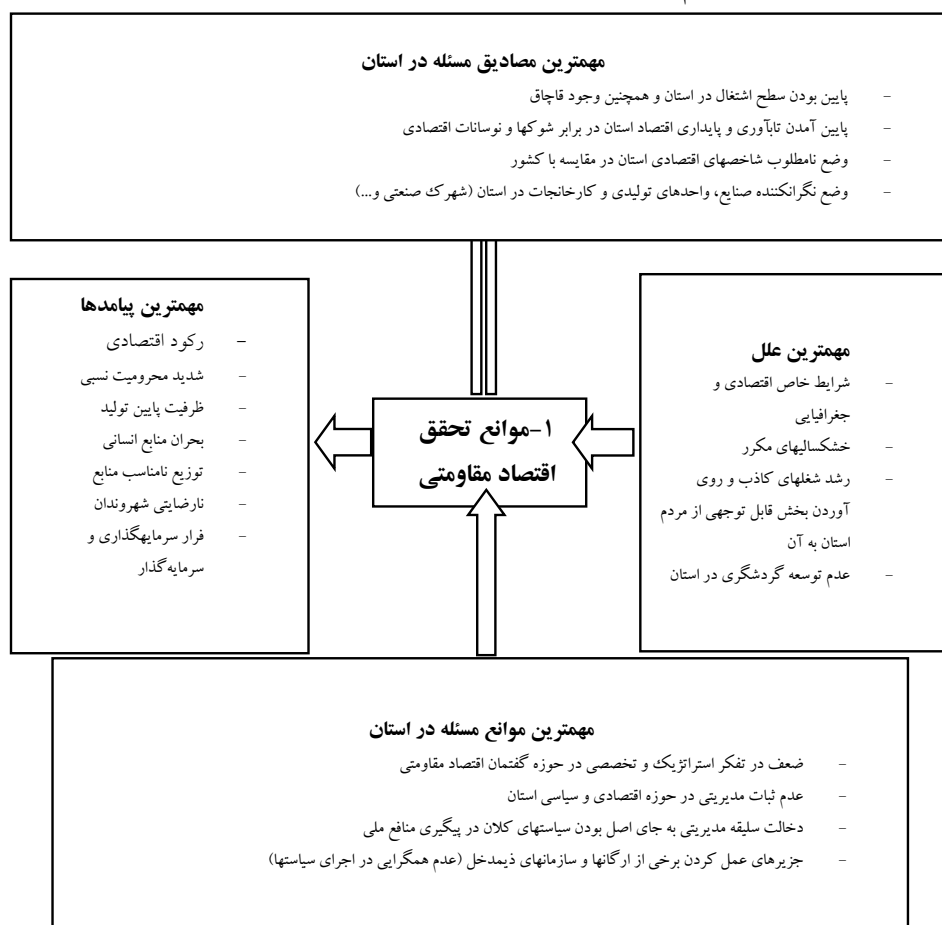 م
مهمترین مصادیق مسئله در استان
- پایین بودن سطح اشتغال در استان و همچنین وجود قاچاق
- پایین آمدن تابآوری و پایداری اقتصاد استان در برابر شوکها و نوسانات اقتصادی
- وضع نامطلوب شاخصهای اقتصادی استان در مقایسه با کشور
- وضع نگرانکننده صنایع، واحدهای تولیدی و کارخانجات در استان (شهرک صنعتی و...)
مهمترین علل
- شرایط خاص اقتصادی و
جغرافیایی
- خشکسالیهای مکرر
- رشد شغلهای کاذب و روی
آوردن بخش قابل توجهی از مردم
استان به آن
- عدم توسعه گردشگری در استان
۱-موانع تحقق
اقتصاد مقاومتی
مهمترین پیامدها
- رکود اقتصادی
- شدید محرومیت نسبی
- ظرفیت پایین تولید
- بحران منابع انسانی
- توزیع نامناسب منابع
- نارضایتی شهروندان
- فرار سرمایهگذاری و
سرمایه‌گذار
مهمترین موانع مسئله در استان
- ضعف در تفکر استراتژیک و تخصصی در حوزه گفتمان اقتصاد مقاومتی
- عدم ثبات مدیریتی در حوزه اقتصادی و سیاسی استان
- دخالت سلیقه مدیریتی به جای اصل بودن سیاستهای کلان در پیگیری منافع ملی
- جزیرهای عمل کردن برخی از ارگانها و سازمانهای ذیمدخل (عدم همگرایی در اجرای سیاستها)